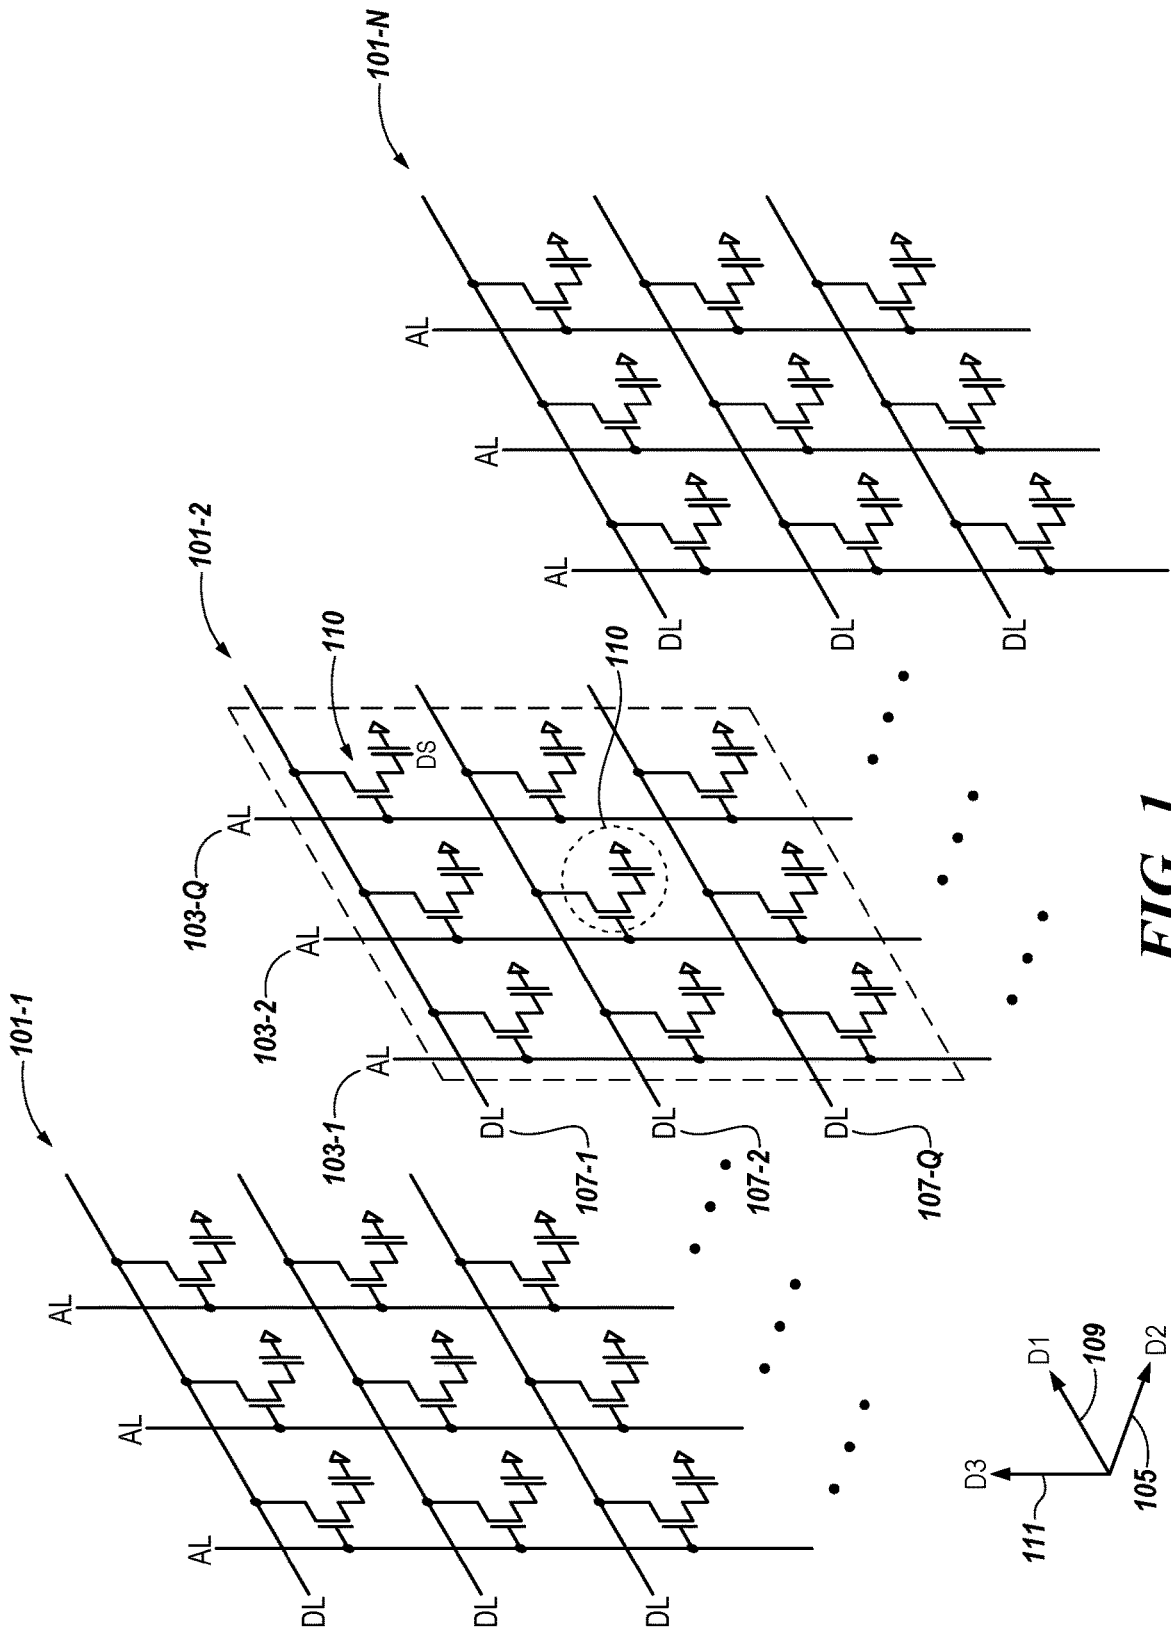 101-1
101-2
101-N
AL
AL
AL
DL
DL
DL
103-1
103-2
103-Q
AL
AL
AL
110
DS
110
DL
DL
DL
107-1
107-2
107-Q
AL
AL
AL
DL
DL
DL
D3
D1
D2
111
109
105
FIG. 1